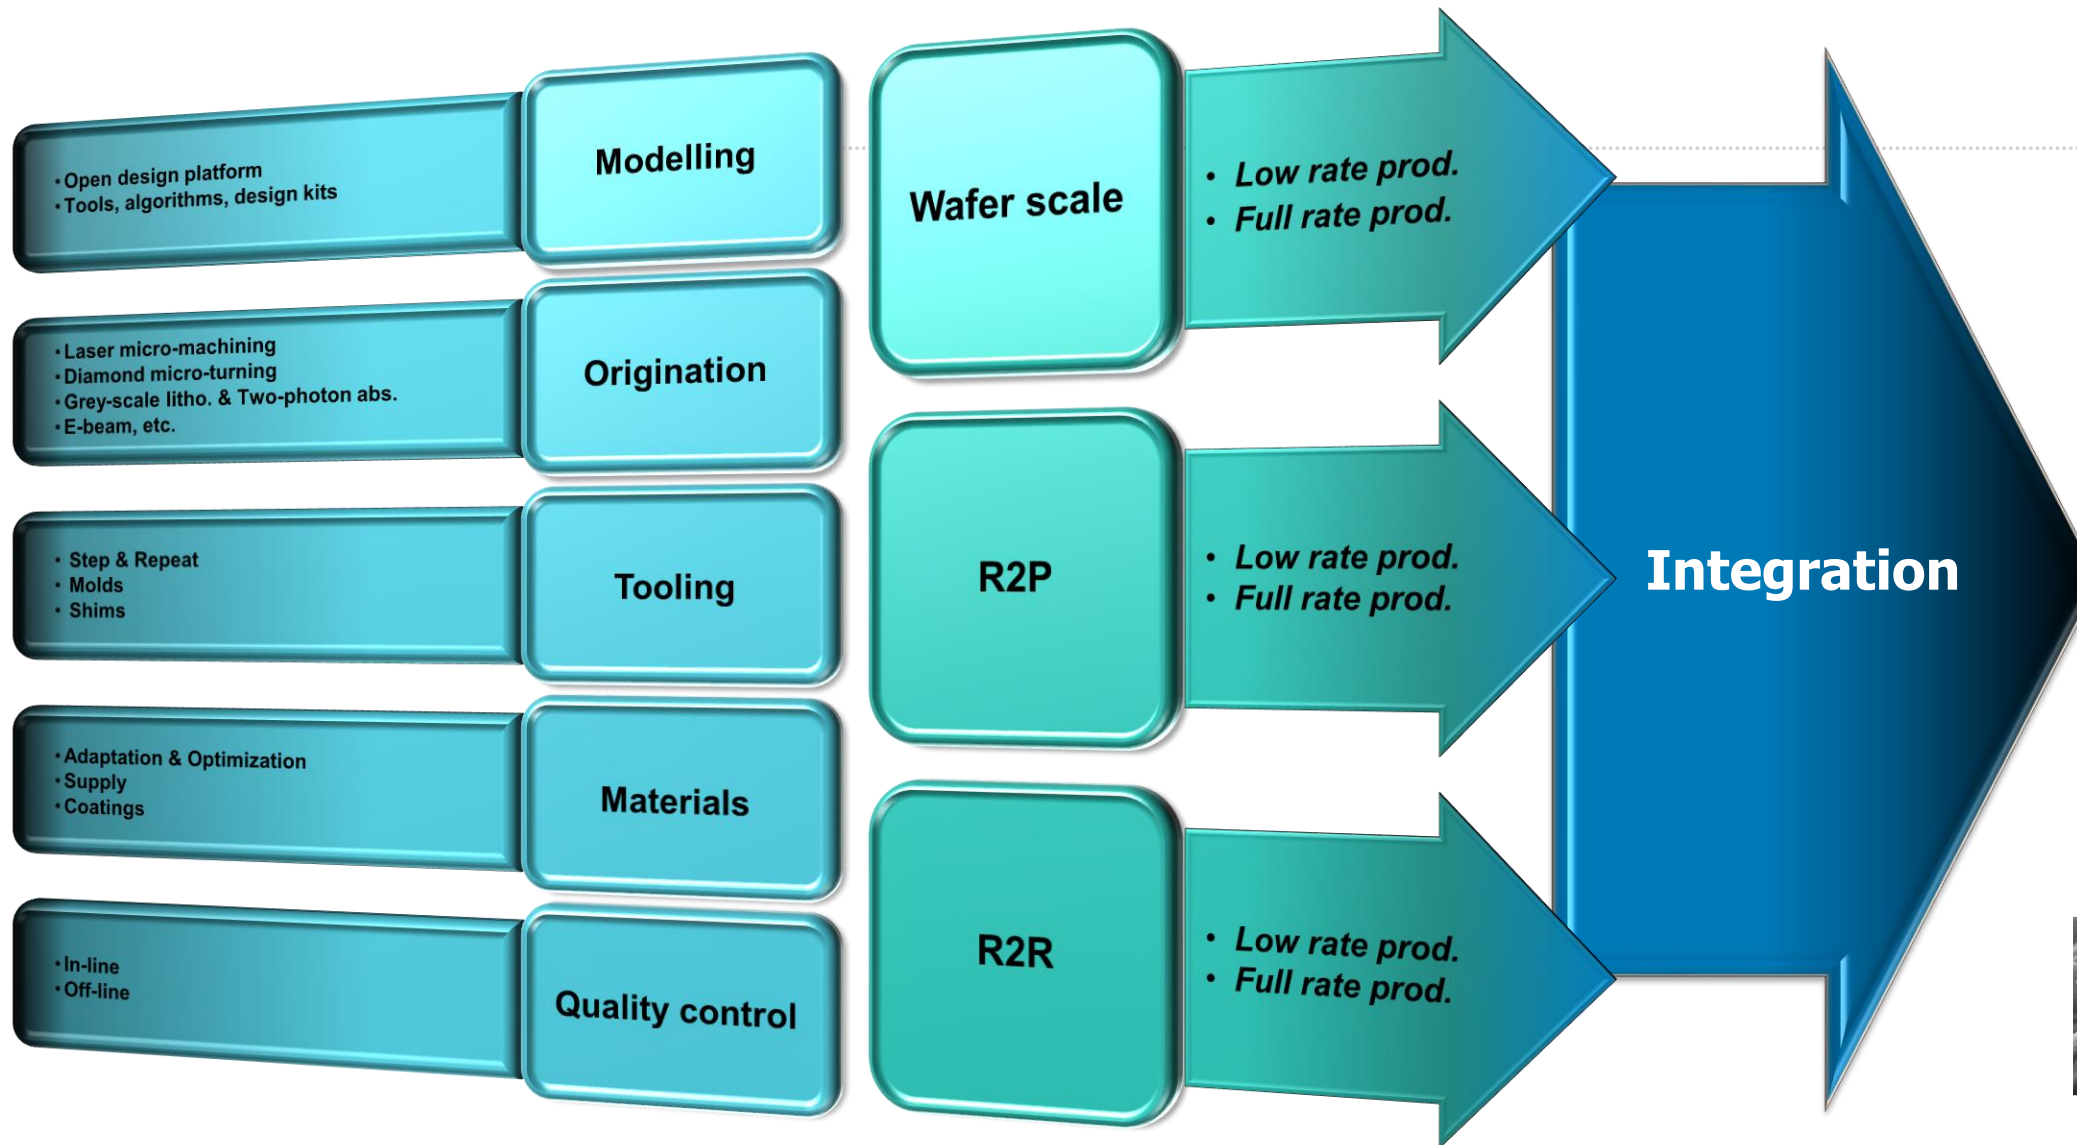 • Open design platform
• Tools, algorithms, design kits
Modelling
• Laser micro-machining
• Diamond micro-turning
• Grey-scale litho. & Two-photon abs.
• E-beam, etc.
Origination
• Step & Repeat
• Molds
• Shims
Tooling
• Adaptation & Optimization
• Supply
• Coatings
Materials
• In-line
• Off-line
Quality control
Wafer scale
• Low rate prod.
• Full rate prod.
R2P
• Low rate prod.
• Full rate prod.
R2R
• Low rate prod.
• Full rate prod.
Integration